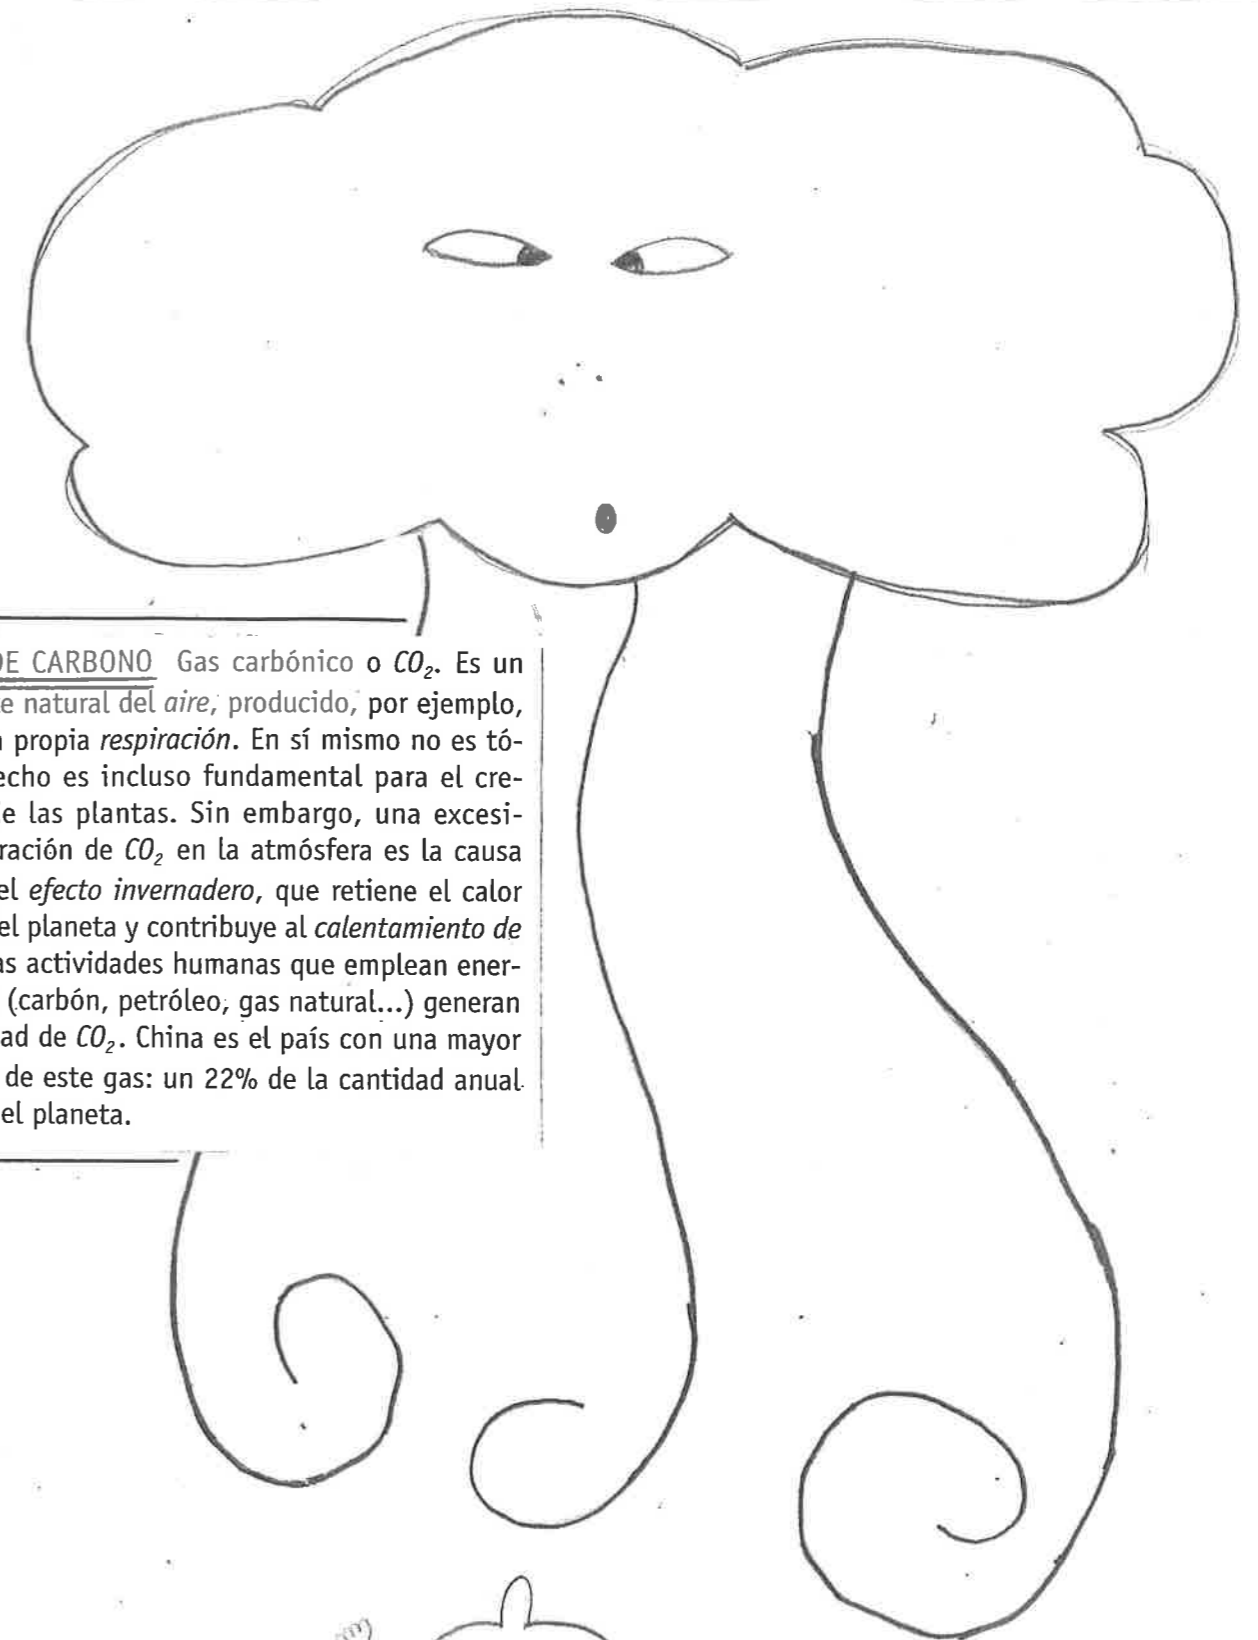 DE CARBONO Gas carbónico o CO₂. Es un
e natural del aire, producido, por ejemplo,
propia respiración. En sí mismo no es tó-
echo es incluso fundamental para el cre-
e las plantas. Sin embargo, una excesi-
ración de CO₂ en la atmósfera es la causa
el efecto invernadero, que retiene el calor
el planeta y contribuye al calentamiento de
as actividades humanas que emplean ener-
(carbón, petróleo, gas natural...) generan
ad de CO₂. China es el país con una mayor
de este gas: un 22% de la cantidad anual
el planeta.